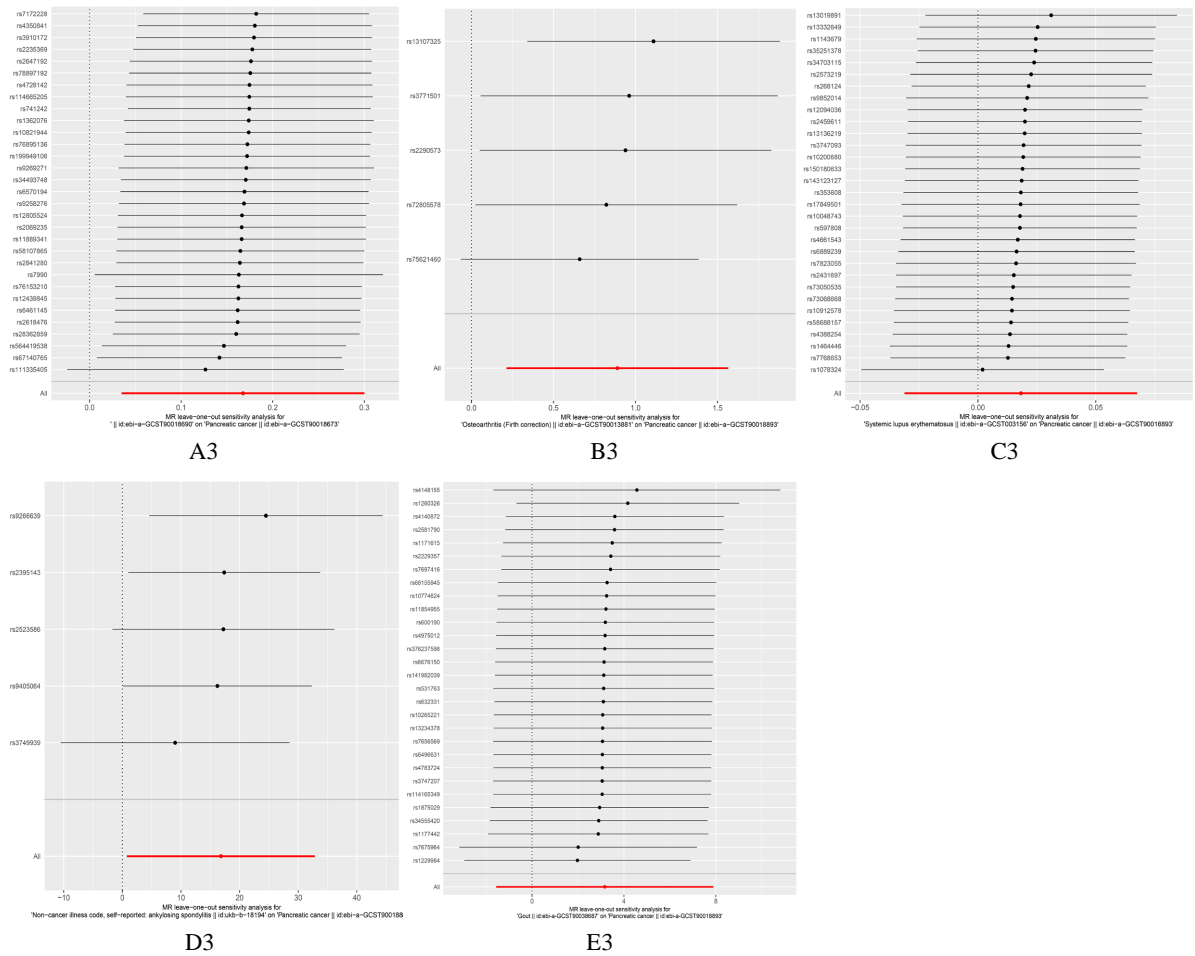 rs7172228
rs4350841
rs3910172
rs2235369
rs2647192
rs78897192
rs4728142
rs114665205
rs741242
rs1362076
rs10821944
rs76895136
rs199949106
rs9269271
rs34493748
rs6570194
rs9258276
rs12805524
rs2069235
rs11889341
rs58107865
rs2841280
rs7990
rs76153210
rs12439845
rs6461145
rs2618476
rs28362859
rs564419538
rs67140765
rs111335405
All
0.0 0.1 0.2 0.3
MR leave-one-out sensitivity analysis for
' || id:ebi-a-GCST90018690' on 'Pancreatic cancer || id:ebi-a-GCST90018673'
A3
rs13107325
rs3771501
rs2290573
rs72805578
rs75621460
All
0.0 0.5 1.0 1.5
MR leave-one-out sensitivity analysis for
'Osteoarthritis (Firth correction) || id:ebi-a-GCST90013881' on 'Pancreatic cancer || id:ebi-a-GCST90018893'
B3
rs13019891
rs13332649
rs1143679
rs35251378
rs34703115
rs2573219
rs268124
rs9852014
rs12094036
rs2459611
rs13136219
rs3747093
rs10200680
rs150180633
rs143123127
rs353608
rs17849501
rs10048743
rs597808
rs4661543
rs6889239
rs7823055
rs2431697
rs73050535
rs73068668
rs10912578
rs58688157
rs4388254
rs1464446
rs7768653
rs1078324
All
−0.05 0.00 0.05
MR leave-one-out sensitivity analysis for
'Systemic lupus erythematosus || id:ebi-a-GCST003156' on 'Pancreatic cancer || id:ebi-a-GCST90018893'
C3
rs9266639
rs2395143
rs2523586
rs9405064
rs3749939
All
−10 0 10 20 30 40
MR leave-one-out sensitivity analysis for
'Non-cancer illness code, self-reported: ankylosing spondylitis || id:ukb-b-18194' on 'Pancreatic cancer || id:ebi-a-GCST900188
D3
rs4148155
rs1260326
rs4140872
rs2581790
rs1171615
rs2229357
rs7697416
rs68155945
rs10774624
rs11854955
rs600190
rs4975012
rs376237598
rs6676150
rs141982039
rs531763
rs632331
rs10265221
rs13234378
rs7656569
rs6496631
rs4783724
rs3747207
rs114165349
rs1875029
rs34555420
rs1177442
rs7675964
rs1229984
All
0 4 8
MR leave-one-out sensitivity analysis for
'Gout || id:ebi-a-GCST90038687' on 'Pancreatic cancer || id:ebi-a-GCST90018893'
E3